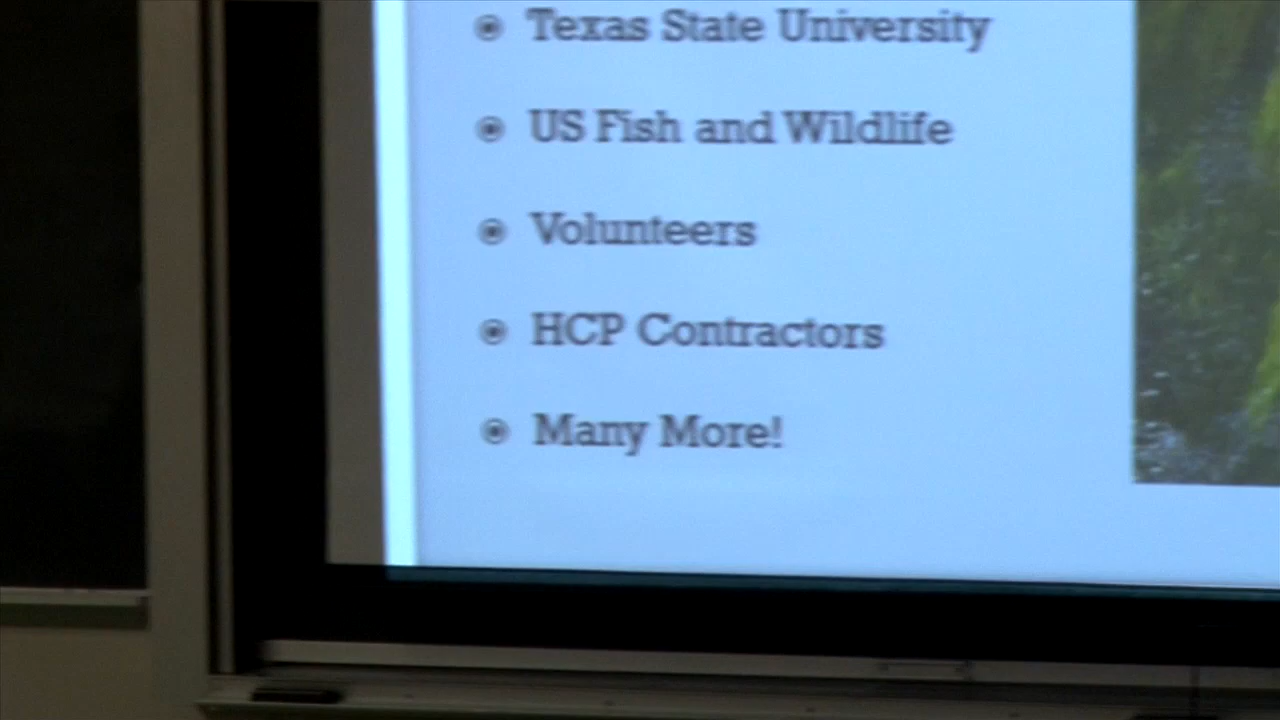 Texas State University
US Fish and Wildlife
Volunteers
HCP Contractors
Many More!